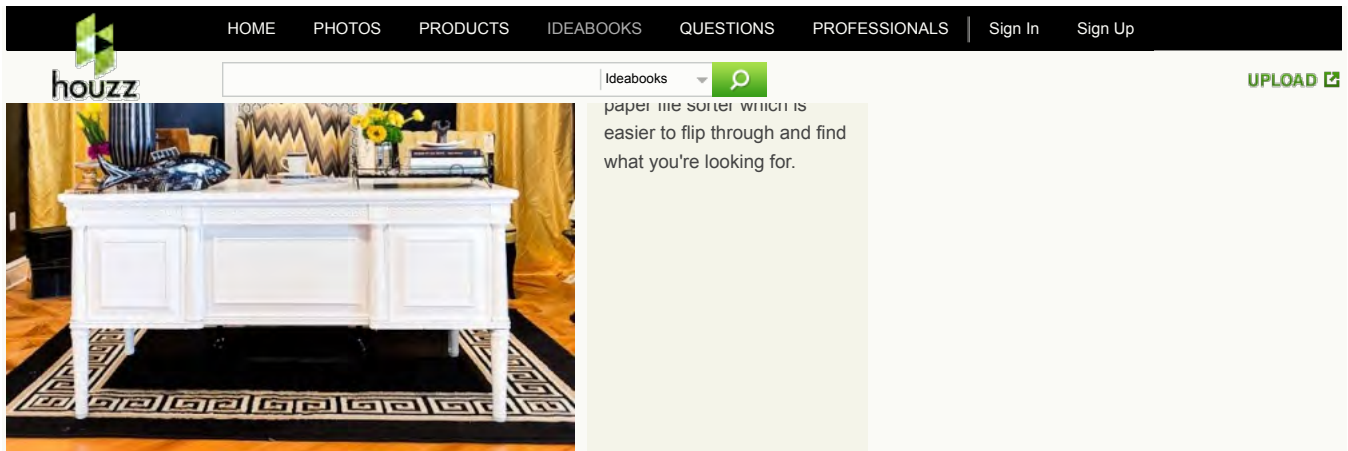 HOME PHOTOS PRODUCTS IDEABOOKS QUESTIONS PROFESSIONALS Sign In Sign Up
houzz
Ideabooks
UPLOAD
paper file sorter which is
easier to flip through and find
what you're looking for.